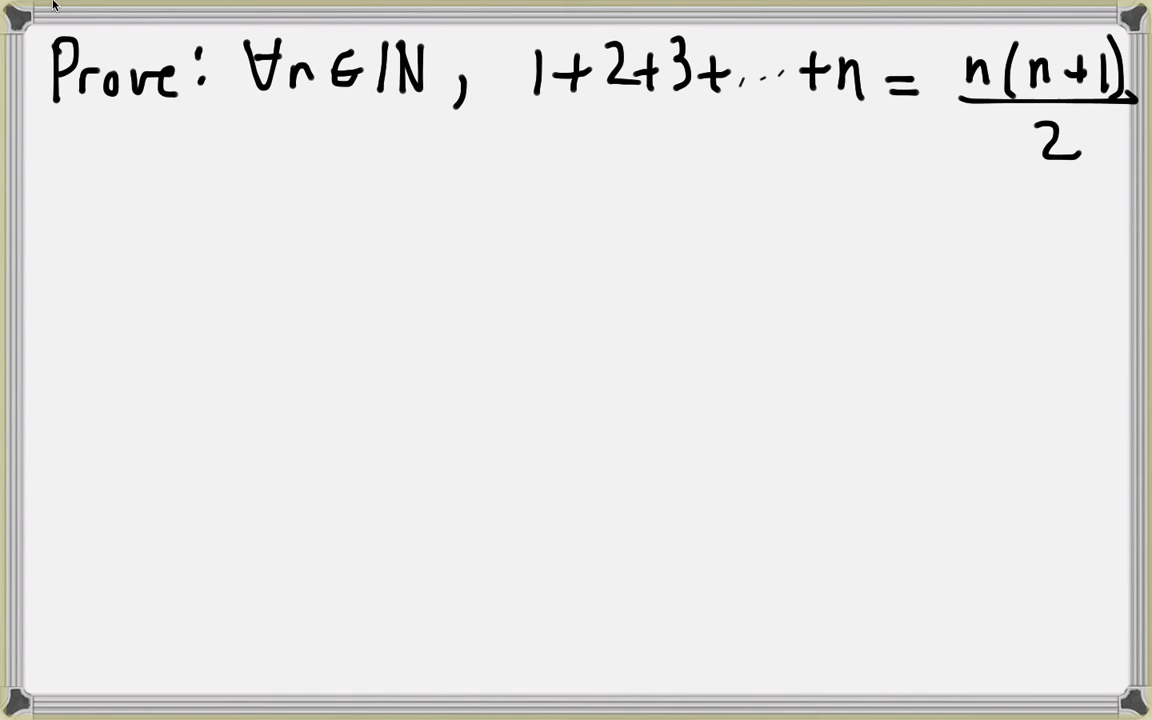 Prove: ∀n ∈ ℕ, 1+2+3+...+n = n(n+1)/2